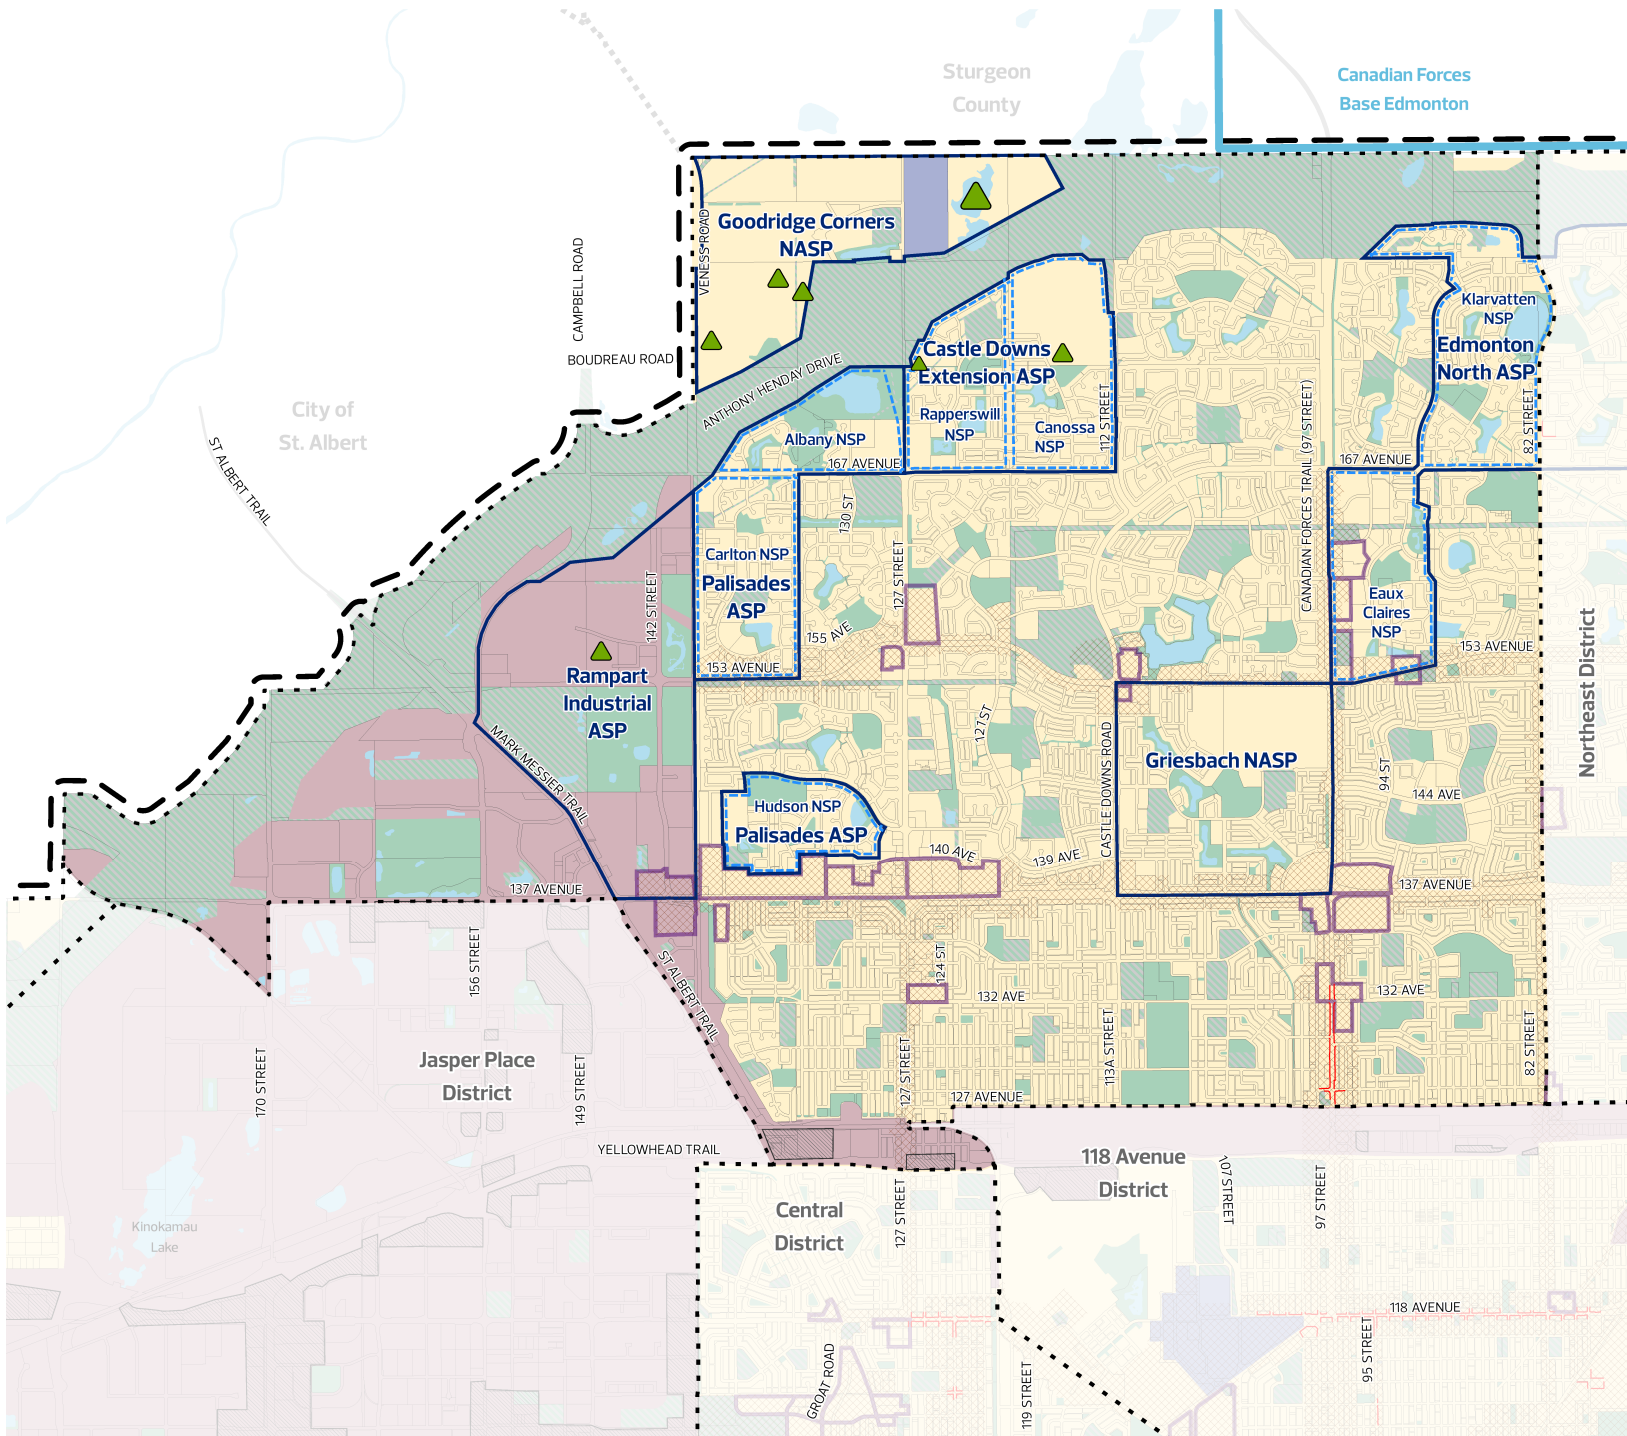 Sturgeon
County
Canadian Forces
Base Edmonton
Goodridge Corners
NASP
VENESS ROAD
CAMPBELL ROAD
BOUDREAU ROAD
ANTHONY HENDAY DRIVE
City of
St. Albert
ST ALBERT TRAIL
Castle Downs
Extension ASP
Rapperswill
NSP
Canossa
NSP
112 STREET
Albany NSP
167 AVENUE
Klarvatten
NSP
Edmonton
North ASP
82 STREET
167 AVENUE
CANADIAN FORCES TRAIL (97 STREET)
130 ST
127 STREET
Carlton NSP
Palisades
ASP
155 AVE
153 AVENUE
142 STREET
Eaux
Claires
NSP
153 AVENUE
Northeast District
Rampart
Industrial
ASP
MARK MESSIER TRAIL
127 ST
CASTLE DOWNS ROAD
Griesbach NASP
94 ST
144 AVE
Hudson NSP
Palisades ASP
140 AVE
139 AVE
137 AVENUE
137 AVENUE
156 STREET
ST ALBERT TRAIL
124 ST
132 AVE
132 AVE
113A STREET
82 STREET
127 STREET
127 AVENUE
Jasper Place
District
170 STREET
149 STREET
YELLOWHEAD TRAIL
118 Avenue
District
107 STREET
97 STREET
127 STREET
Central
District
Kinokamau
Lake
118 AVENUE
95 STREET
GROAT ROAD
119 STREET